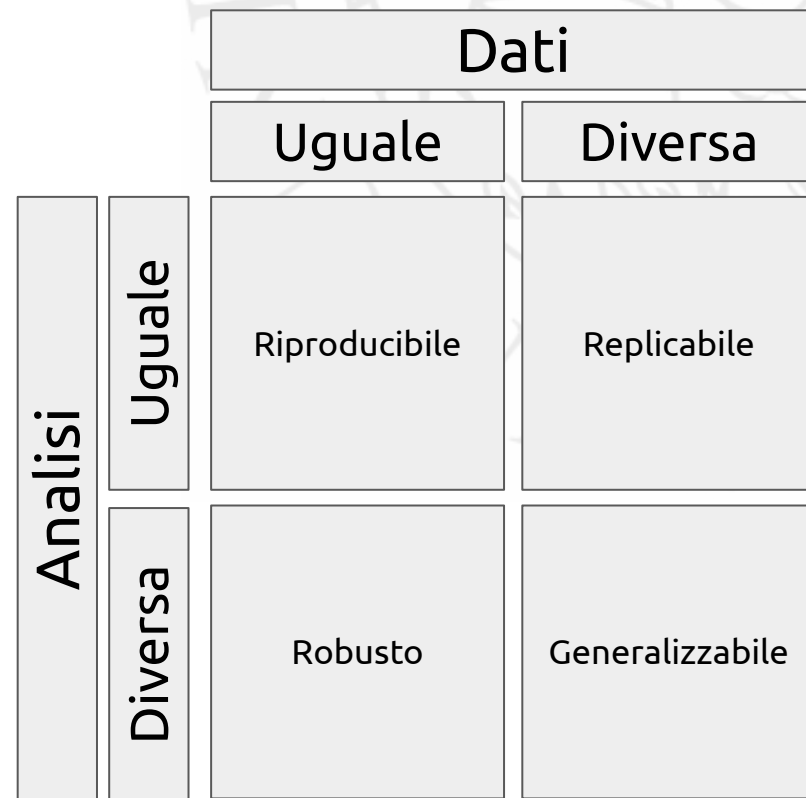 Dati
Uguale
Diversa
Analisi
Uguale
Riproducibile
Replicabile
Diversa
Robusto
Generalizzabile